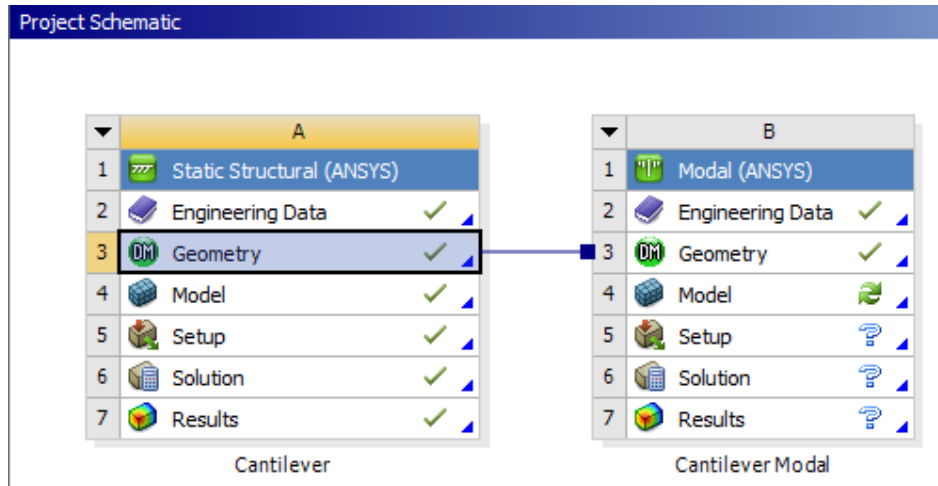 Project Schematic
A
1 Static Structural (ANSYS)
2 Engineering Data
3 DM Geometry
4 Model
5 Setup
6 Solution
7 Results
Cantilever
B
1 Modal (ANSYS)
2 Engineering Data
3 DM Geometry
4 Model
5 Setup
6 Solution
7 Results
Cantilever Modal